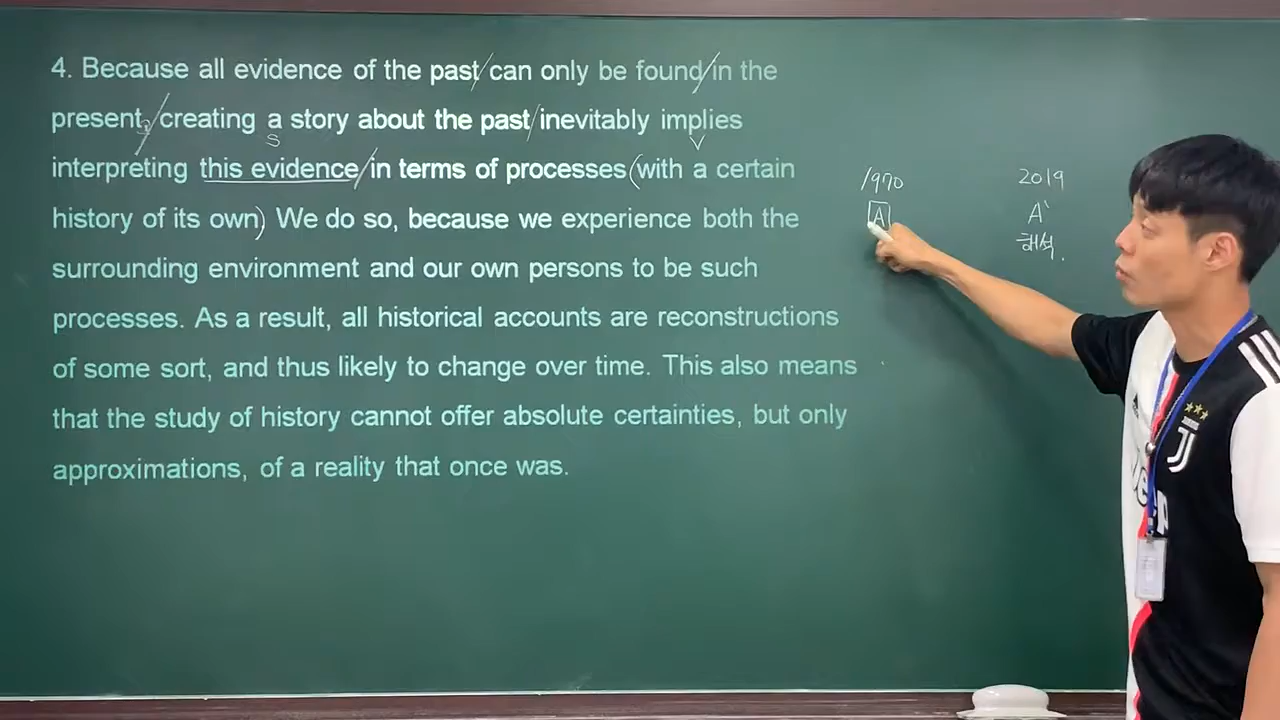 4. Because all evidence of the past can only be found in the
present, creating a story about the past inevitably implies
interpreting this evidence in terms of processes (with a certain
history of its own) We do so, because we experience both the
surrounding environment and our own persons to be such
processes. As a result, all historical accounts are reconstructions
of some sort, and thus likely to change over time. This also means
that the study of history cannot offer absolute certainties, but only
approximations, of a reality that once was.
S
V
1970
A
2019
A`
해석.
J